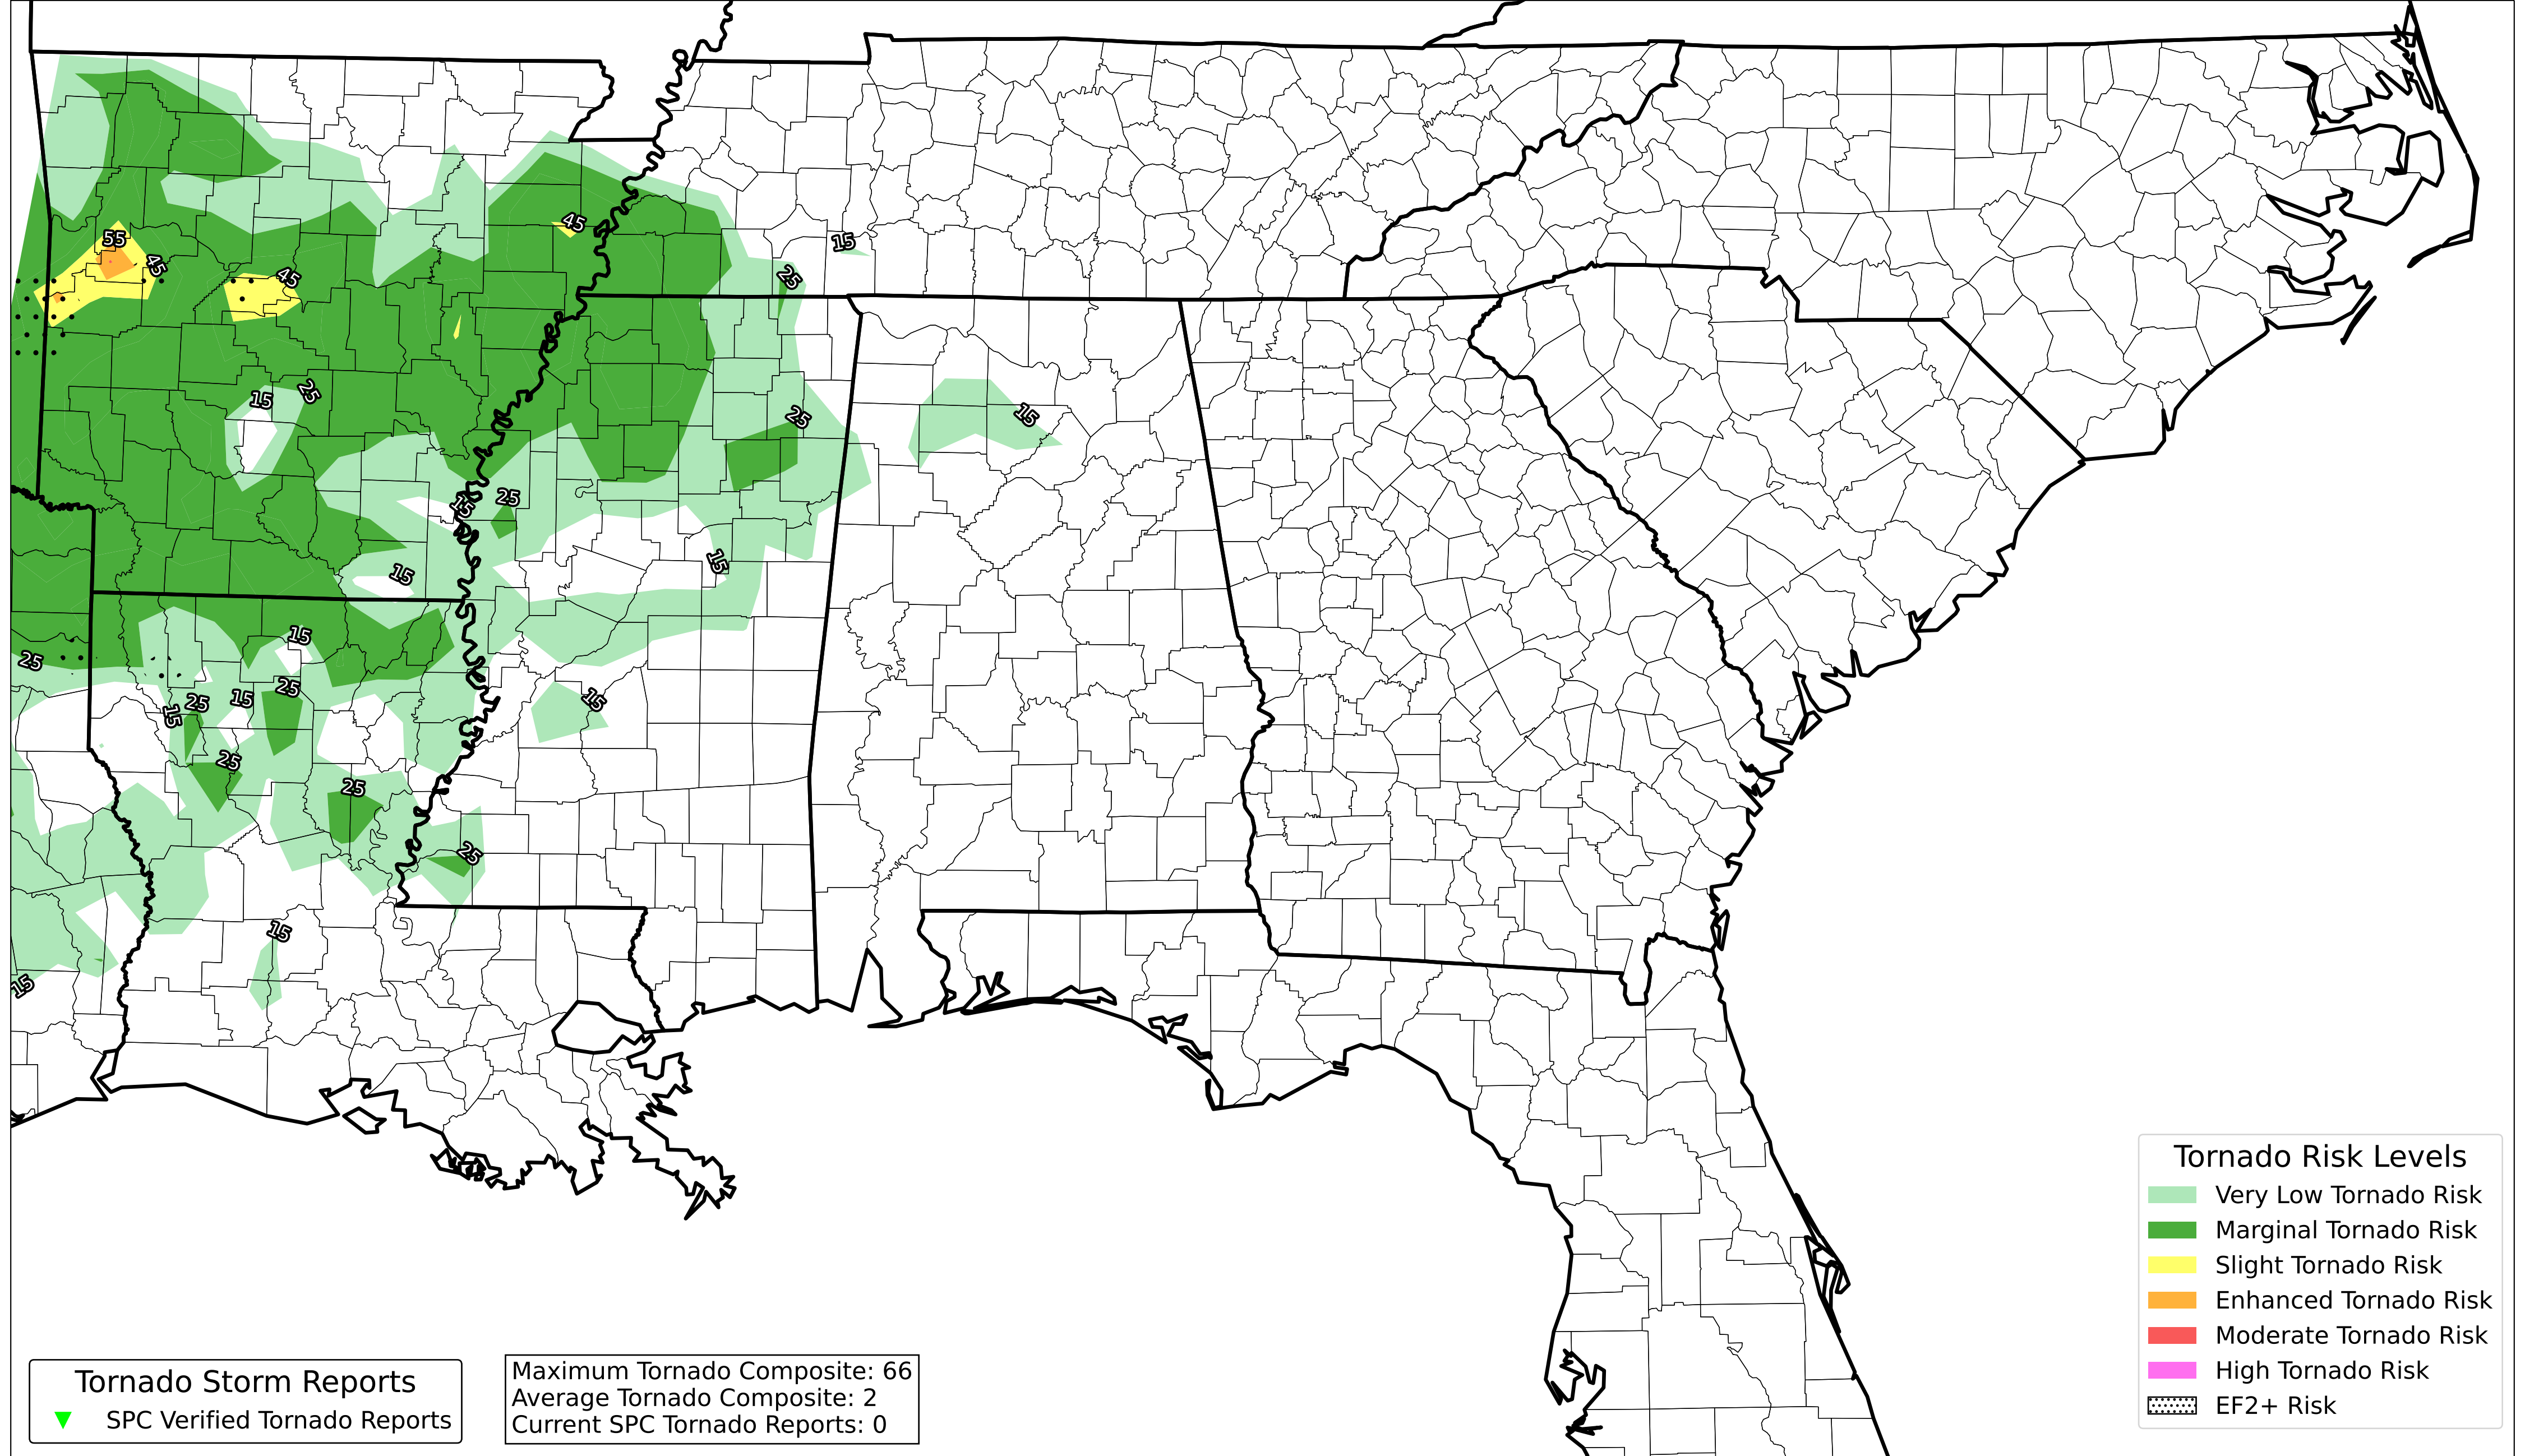 45
15
55
45
45
25
15
25
25
15
25
15
15
15
25
15
25
25
15
25
15
15
25
25
25
15
15
Tornado Risk Levels
Very Low Tornado Risk
Marginal Tornado Risk
Slight Tornado Risk
Enhanced Tornado Risk
Moderate Tornado Risk
High Tornado Risk
EF2+ Risk
Tornado Storm Reports
SPC Verified Tornado Reports
Maximum Tornado Composite: 66
Average Tornado Composite: 2
Current SPC Tornado Reports: 0